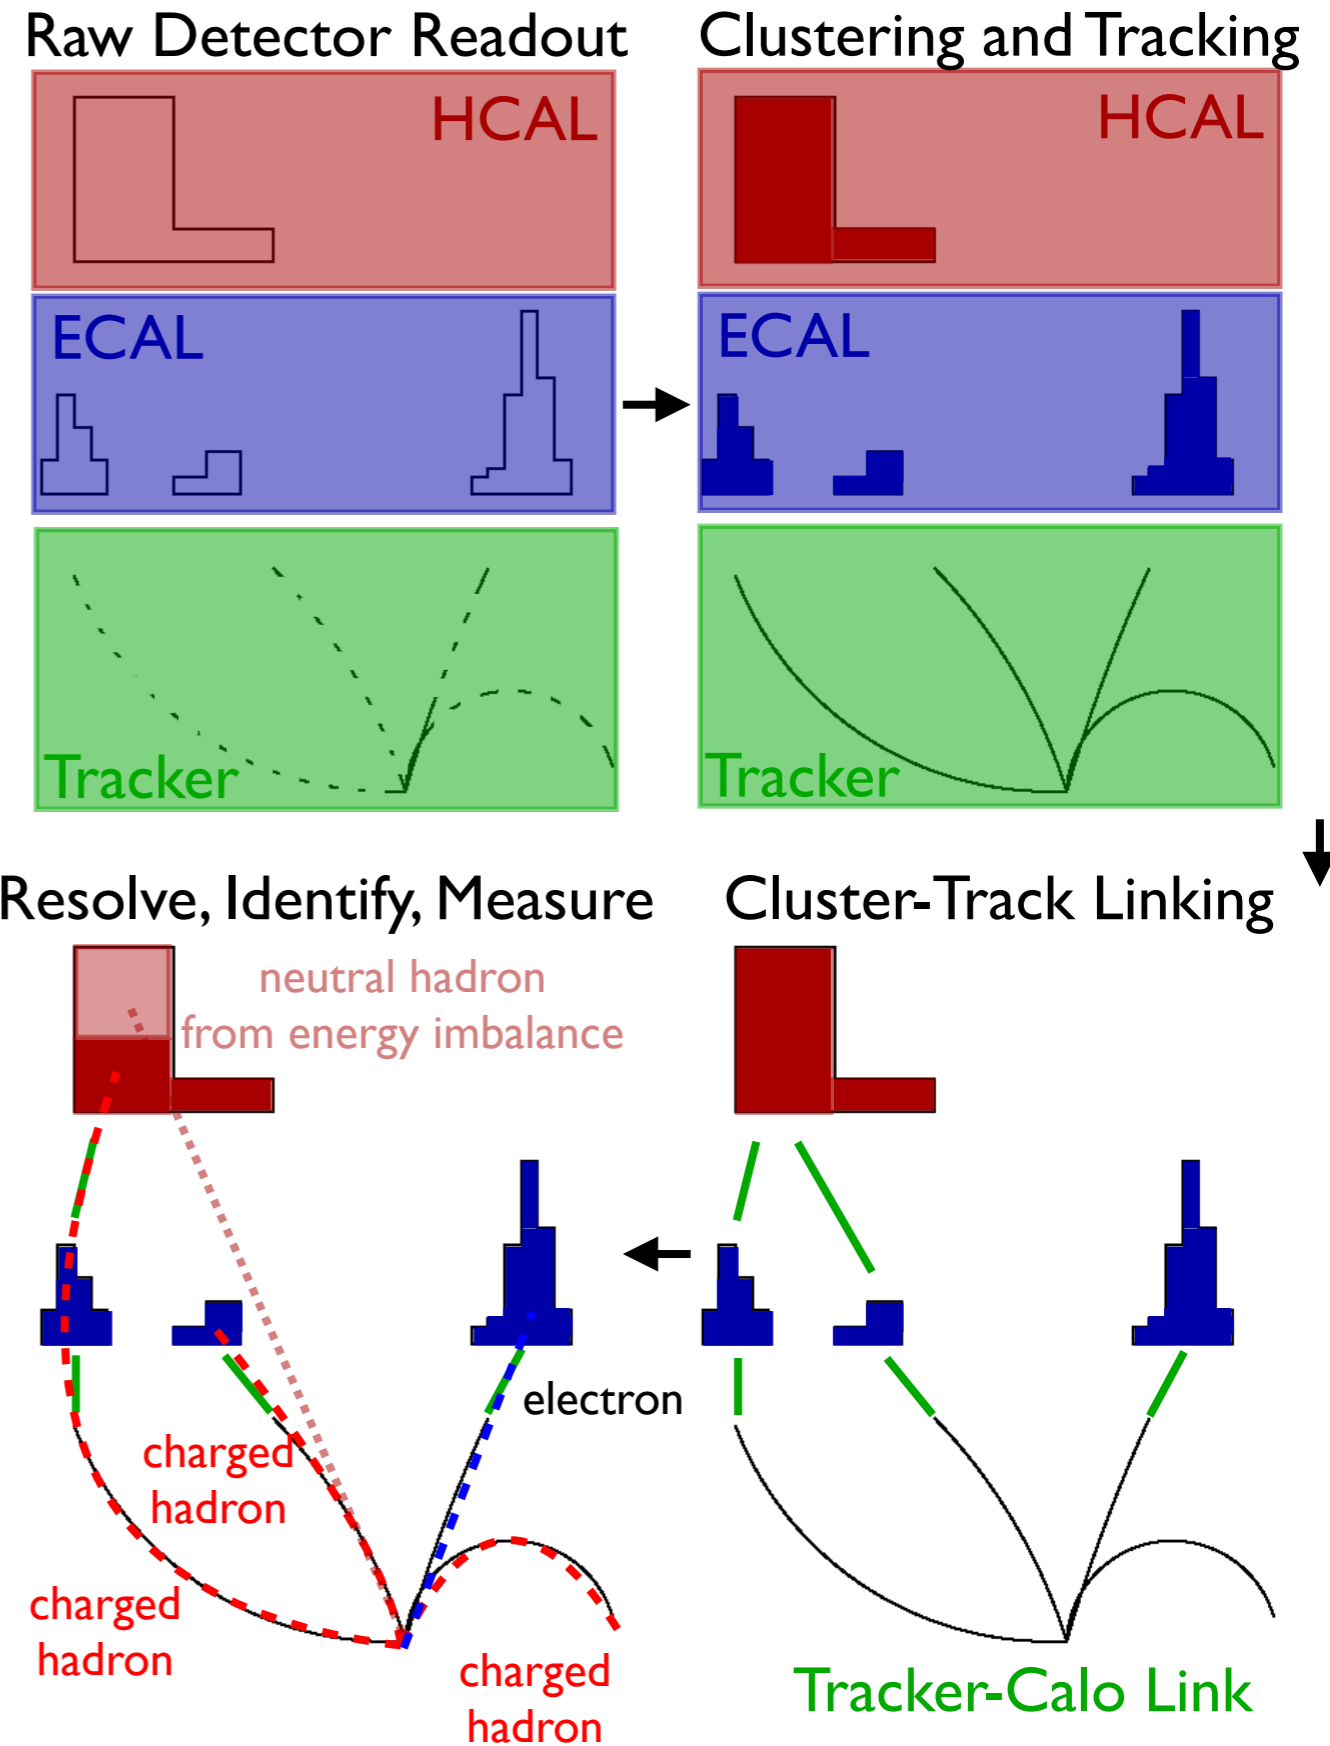 Raw Detector Readout
HCAL
ECAL
Tracker
Clustering and Tracking
HCAL
ECAL
Tracker
Resolve, Identify, Measure
neutral hadron
from energy imbalance
electron
charged
hadron
charged
hadron
charged
hadron
Cluster-Track Linking
Tracker-Calo Link